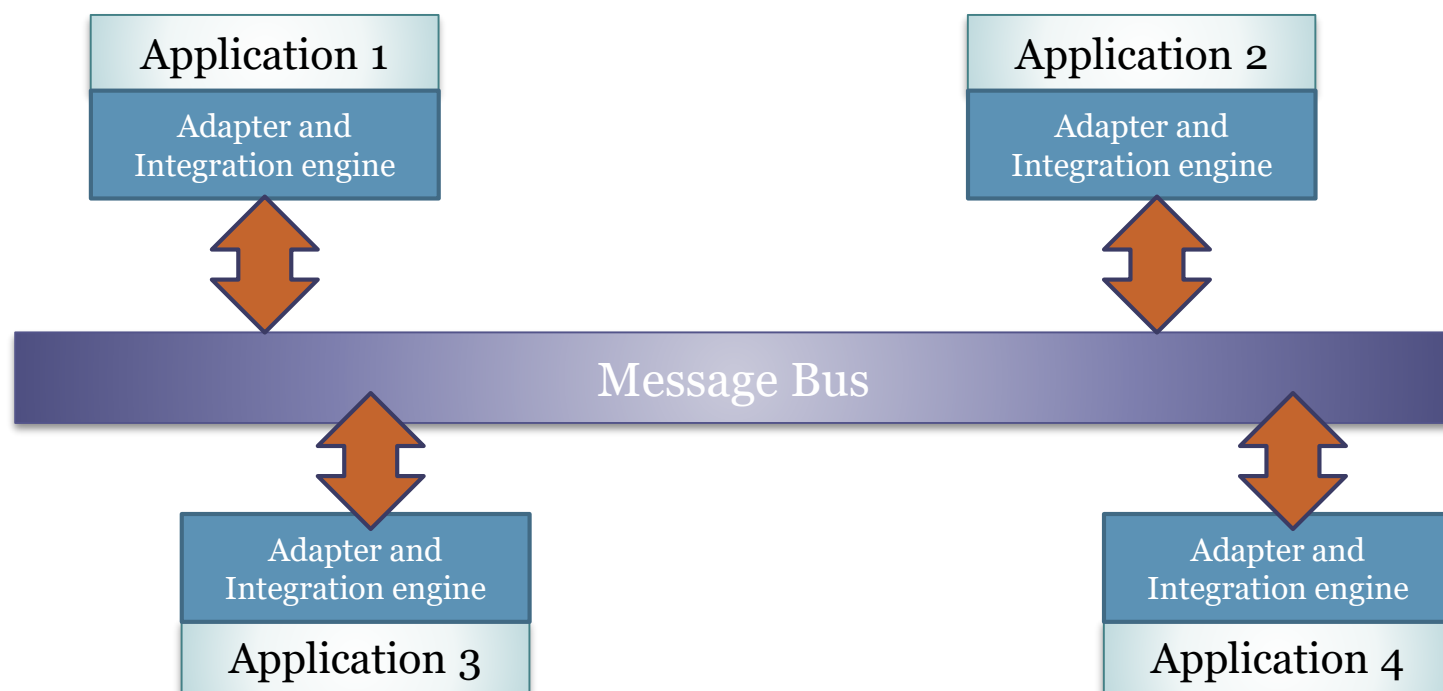 Application 1
Adapter and
Integration engine
Application 2
Adapter and
Integration engine
Message Bus
Adapter and
Integration engine
Application 3
Adapter and
Integration engine
Application 4